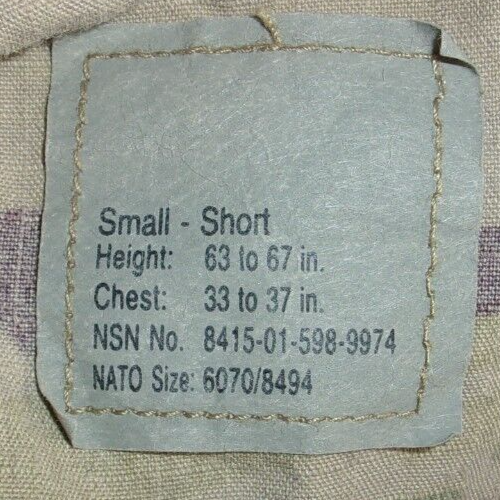 Small - Short
Height: 63 to 67 in.
Chest: 33 to 37 in.
NSN No. 8415-01-598-9974
NATO Size: 6070/8494